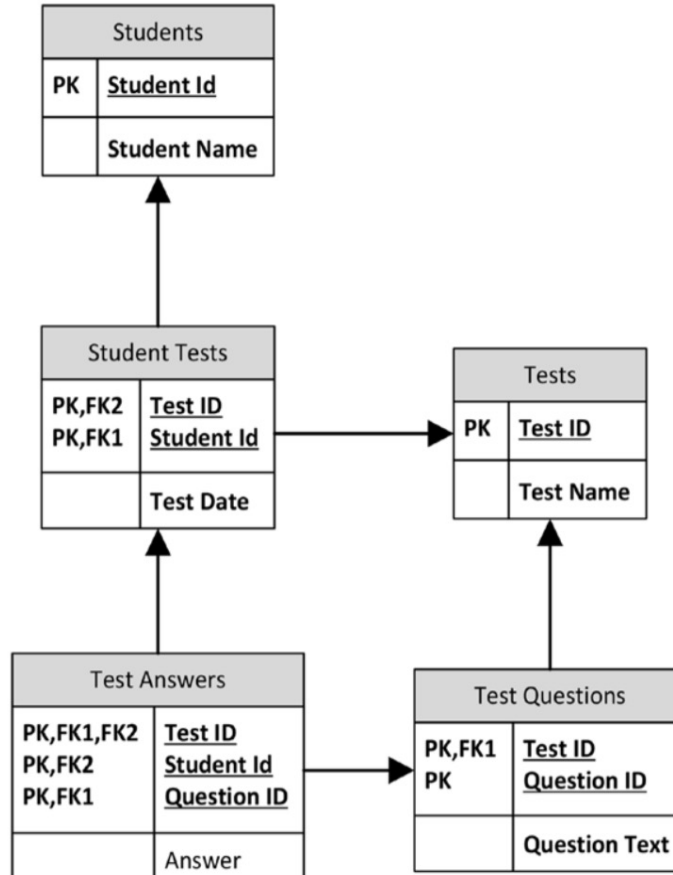 Students
PK Student Id
Student Name
Student Tests
PK,FK2 Test ID
PK,FK1 Student Id
Test Date
Tests
PK Test ID
Test Name
Test Answers
PK,FK1,FK2 Test ID
PK,FK2 Student Id
PK,FK1 Question ID
Answer
Test Questions
PK,FK1 Test ID
PK Question ID
Question Text